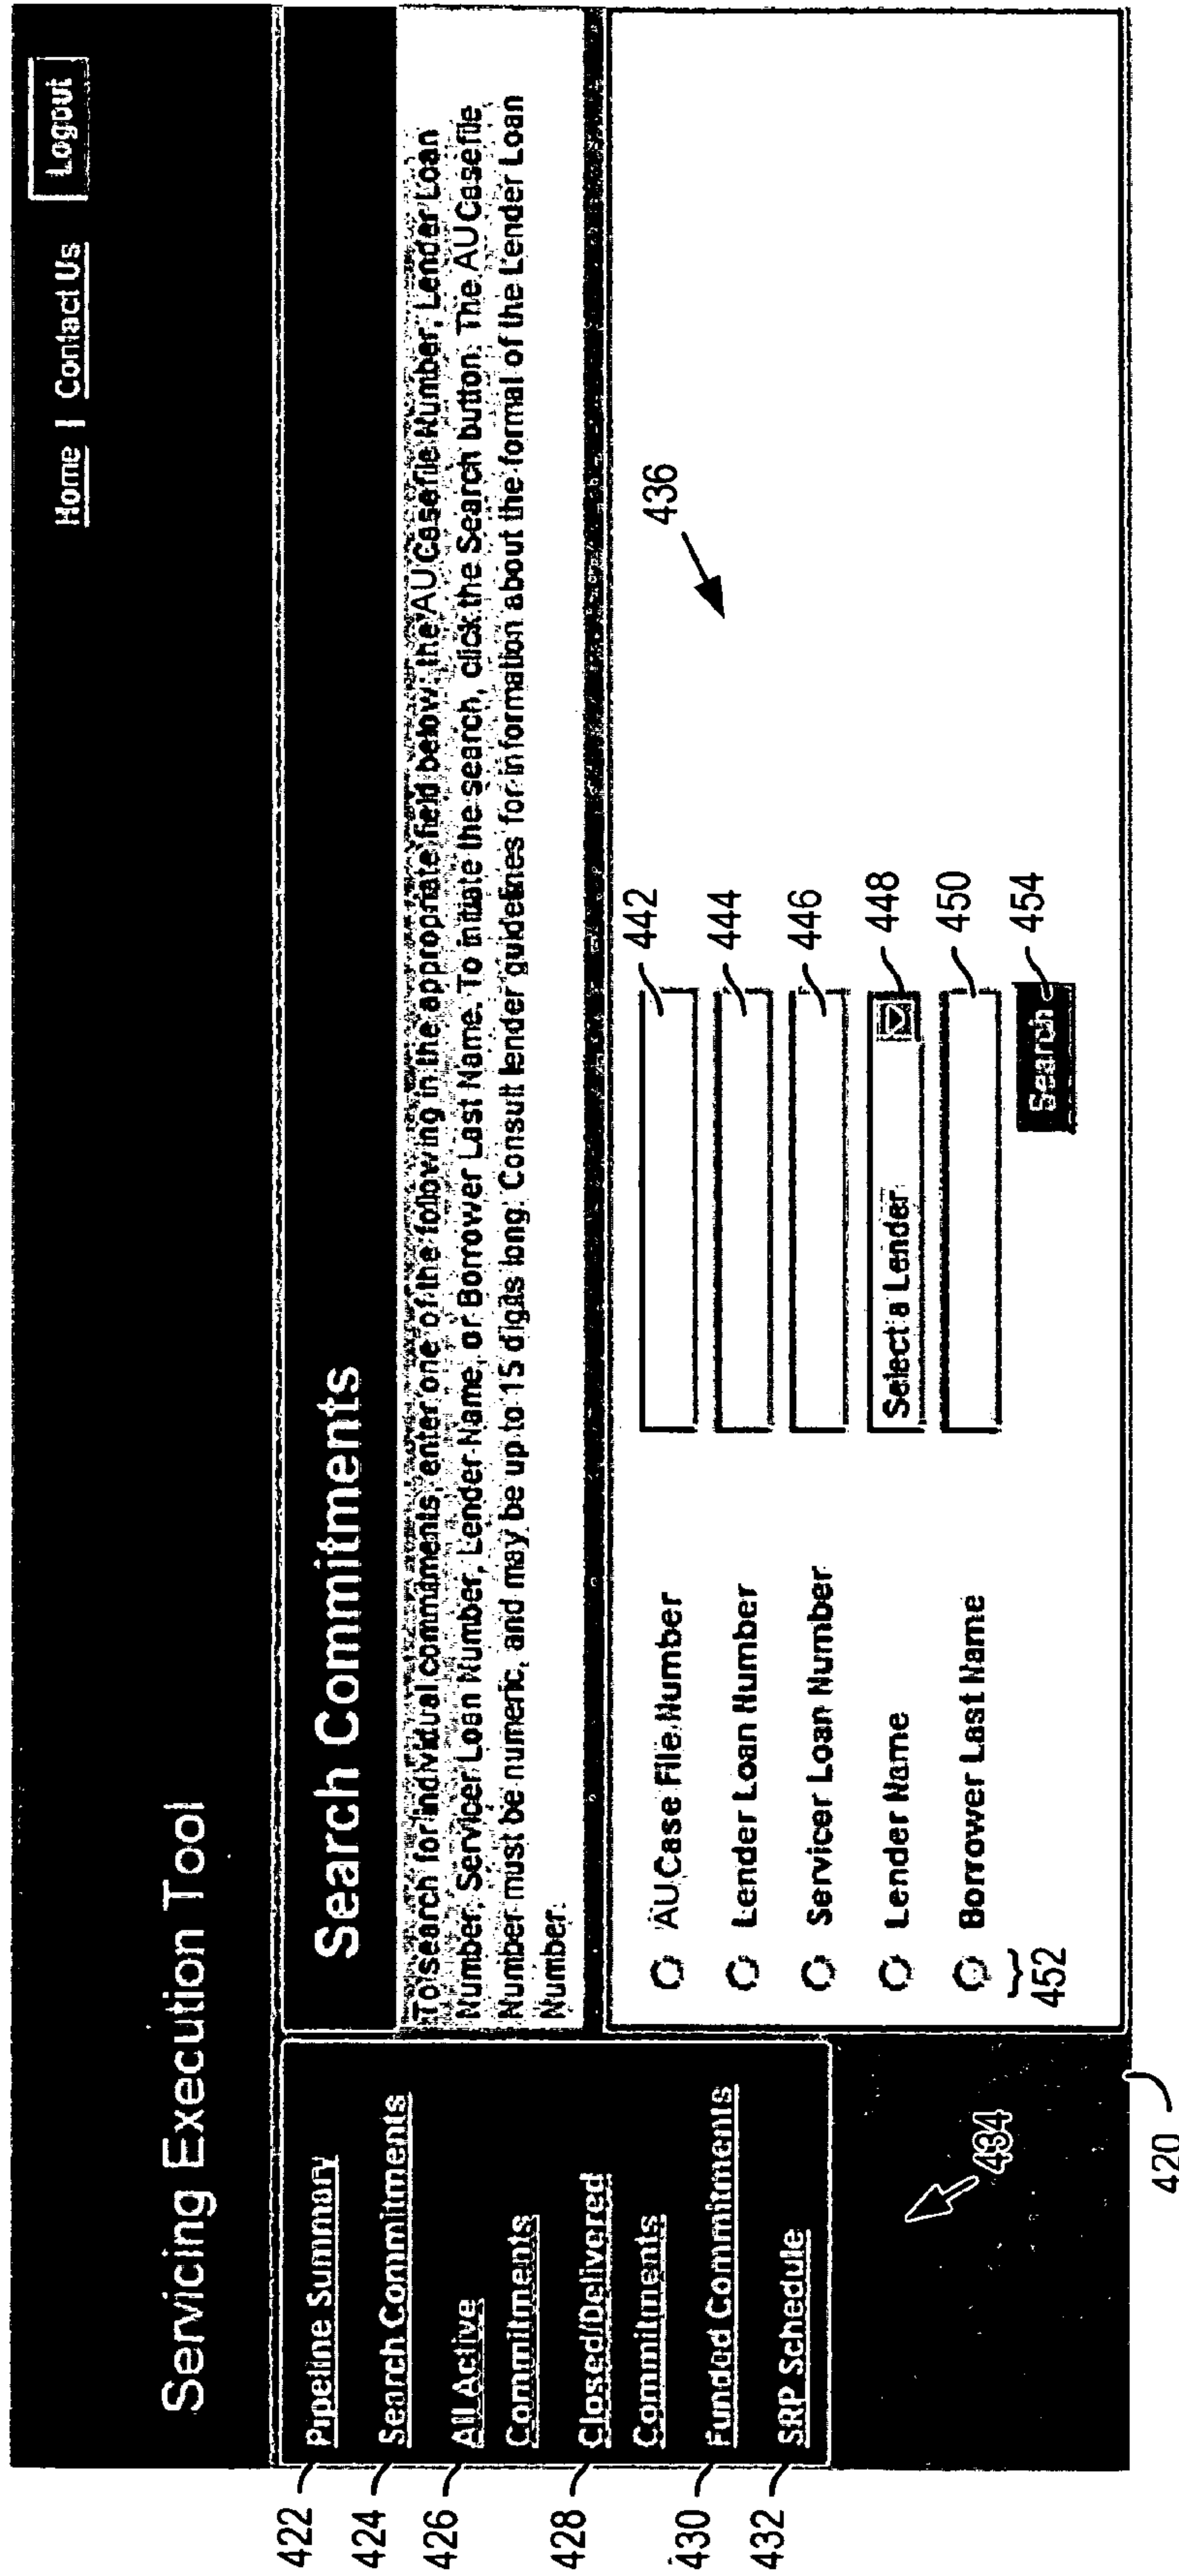 Home | Contact Us
Logout
Servicing Execution Tool
422
Pipeline Summary
424
Search Commitments
426
All Active
Commitments
428
Closed/Delivered
Commitments
430
Funded Commitments
432
SRP Schedule
434
420
Search Commitments
To search for individual commitments, enter one of the following in the appropriate field below: the AU Casefile Number, Lender Loan
Number, Servicer Loan Number, Lender Name, or Borrower Last Name. To initiate the search, click the Search button. The AU Casefile
Number must be numeric, and may be up to 15 digits long. Consult lender guidelines for information about the formal of the Lender Loan
Number.
436
AU Case File Number
442
Lender Loan Number
444
Servicer Loan Number
446
Lender Name
Select a Lender
448
Borrower Last Name
450
452
Search
454